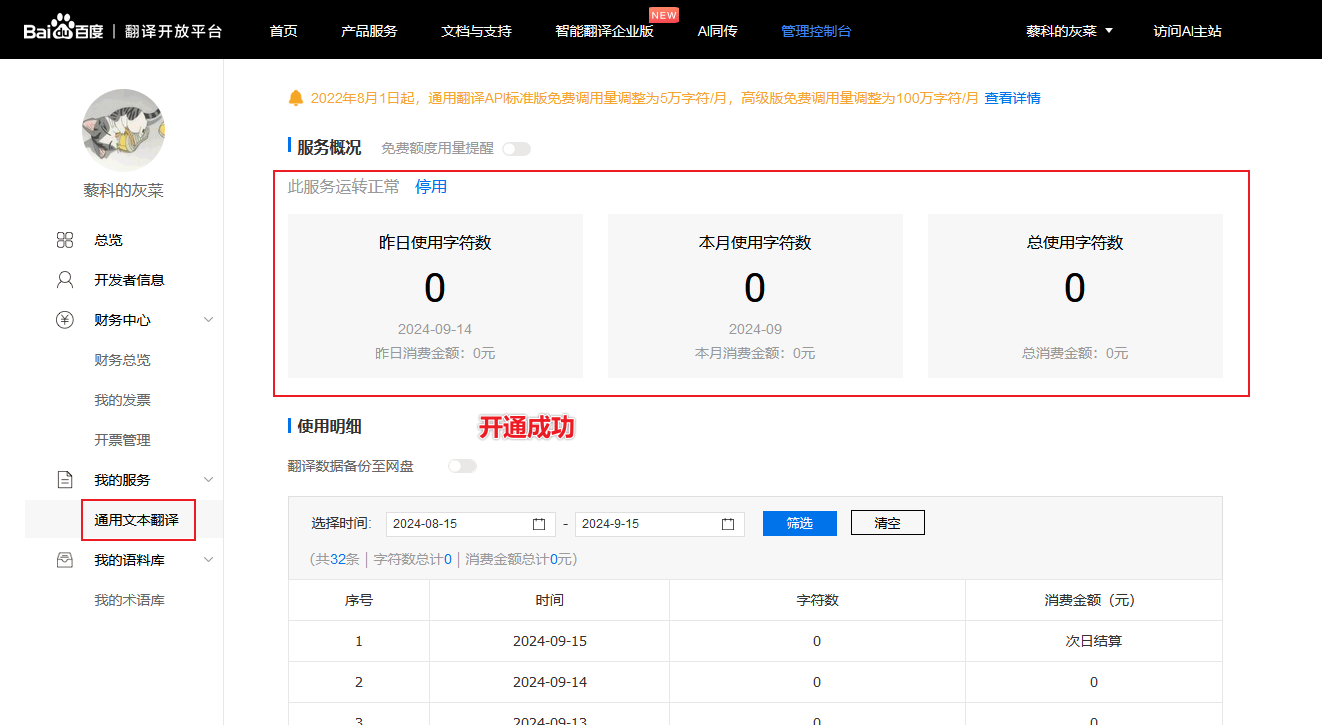 Bai du 百度 | 翻译开放平台 首页 产品服务 文档与支持 智能翻译企业版 NEW AI同传 管理控制台 藜科的灰菜 访问AI主站
2022年8月1日起，通用翻译API标准版免费调用量调整为5万字符/月，高级版免费调用量调整为100万字符/月 查看详情
藜科的灰菜
总览
开发者信息
财务中心
财务总览
我的发票
开票管理
我的服务
通用文本翻译
我的语料库
我的术语库
服务概况 免费额度用量提醒
此服务运转正常 停用
昨日使用字符数
0
2024-09-14
昨日消费金额：0元
本月使用字符数
0
2024-09
本月消费金额：0元
总使用字符数
0
总消费金额：0元
使用明细
开通成功
翻译数据备份至网盘
选择时间: 2024-08-15 - 2024-9-15 筛选 清空
(共32条 | 字符数总计0 | 消费金额总计0元)
序号 时间 字符数 消费金额（元）
1 2024-09-15 0 次日结算
2 2024-09-14 0 0
3 2024-09-13 0 0